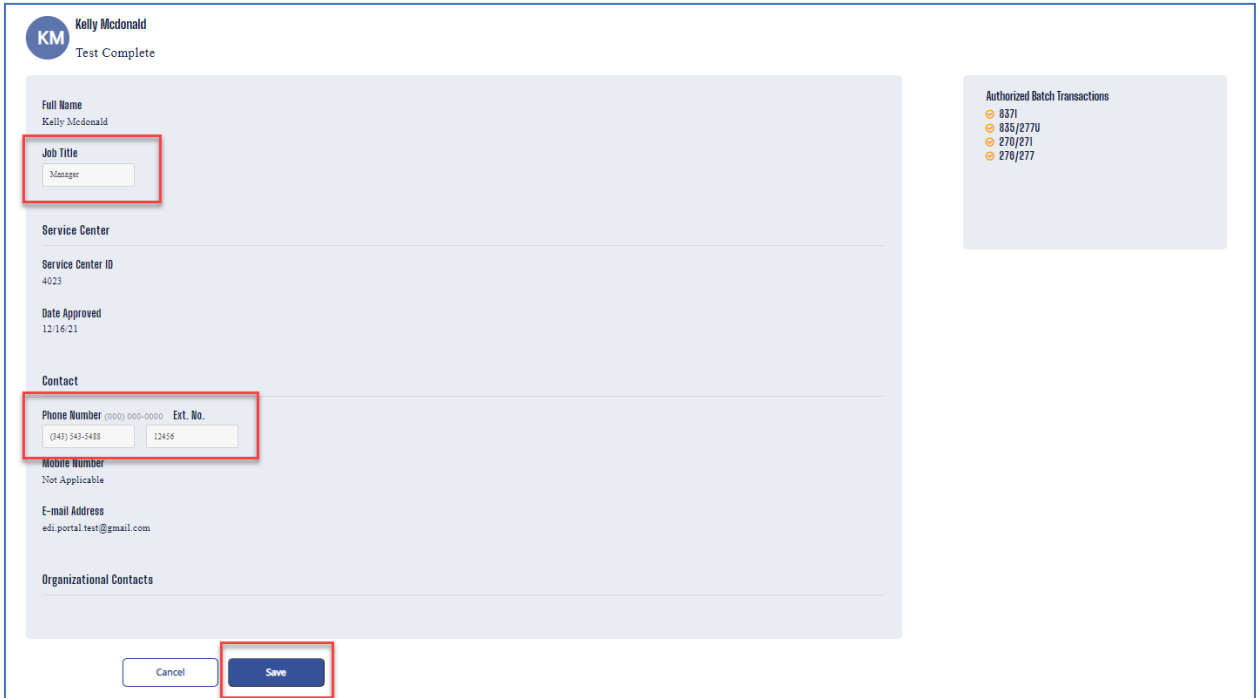 KM
Kelly Mcdonald
Test Complete
Full Name
Kelly Mcdonald
Job Title
Manager
Service Center
Service Center ID
4023
Date Approved
12/16/21
Contact
Phone Number (000) 000-0000 Ext. No.
(343) 543-5488 12456
Mobile Number
Not Applicable
E-mail Address
edi.portal.test@gmail.com
Organizational Contacts
Cancel Save
Authorized Batch Transactions
837I
835/277U
270/271
276/277